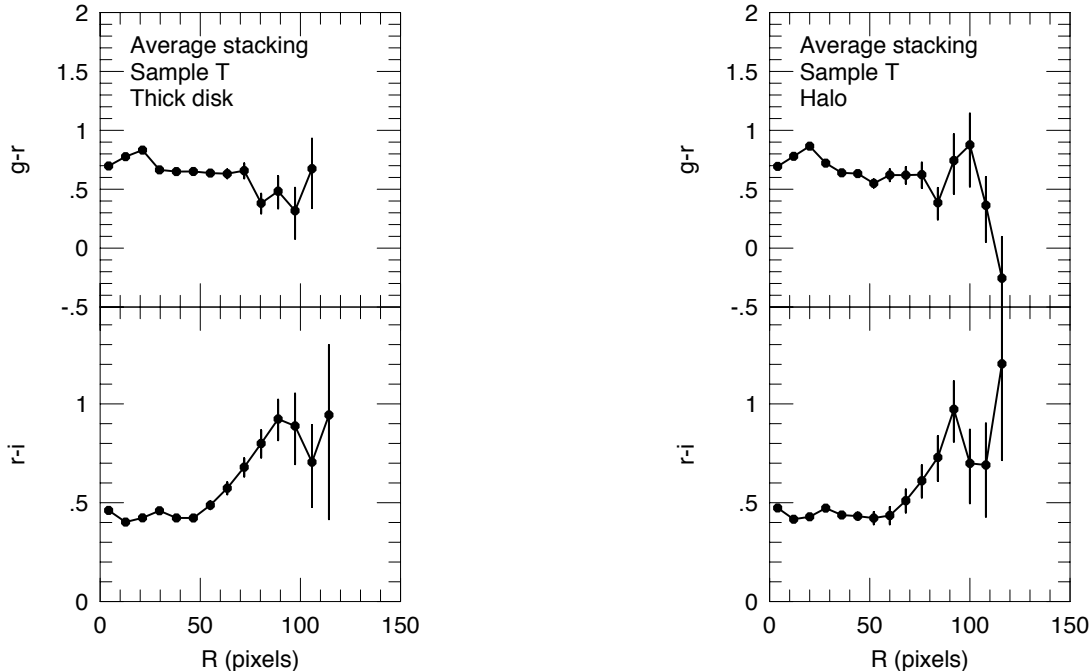 2
Average stacking
Sample T
Thick disk
1.5
1
g-r
.5
0
-.5
1
r-i
.5
0
0 50 100 150
R (pixels)
2
Average stacking
Sample T
Halo
1.5
1
g-r
.5
0
-.5
1
r-i
.5
0
0 50 100 150
R (pixels)